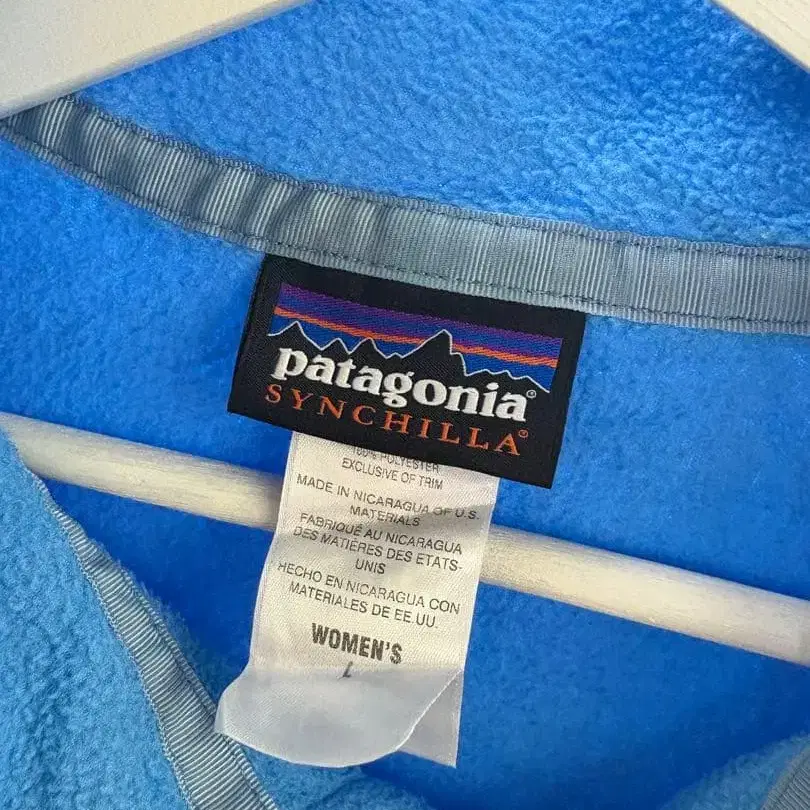 patagonia®
SYNCHILLA®
100% POLYESTER
EXCLUSIVE OF TRIM
MADE IN NICARAGUA OF U.S.
MATERIALS
FABRIQUÉ AU NICARAGUA
DES MATIÈRES DES ETATS-
UNIS
HECHO EN NICARAGUA CON
MATERIALES DE EE.UU.
WOMEN'S
L